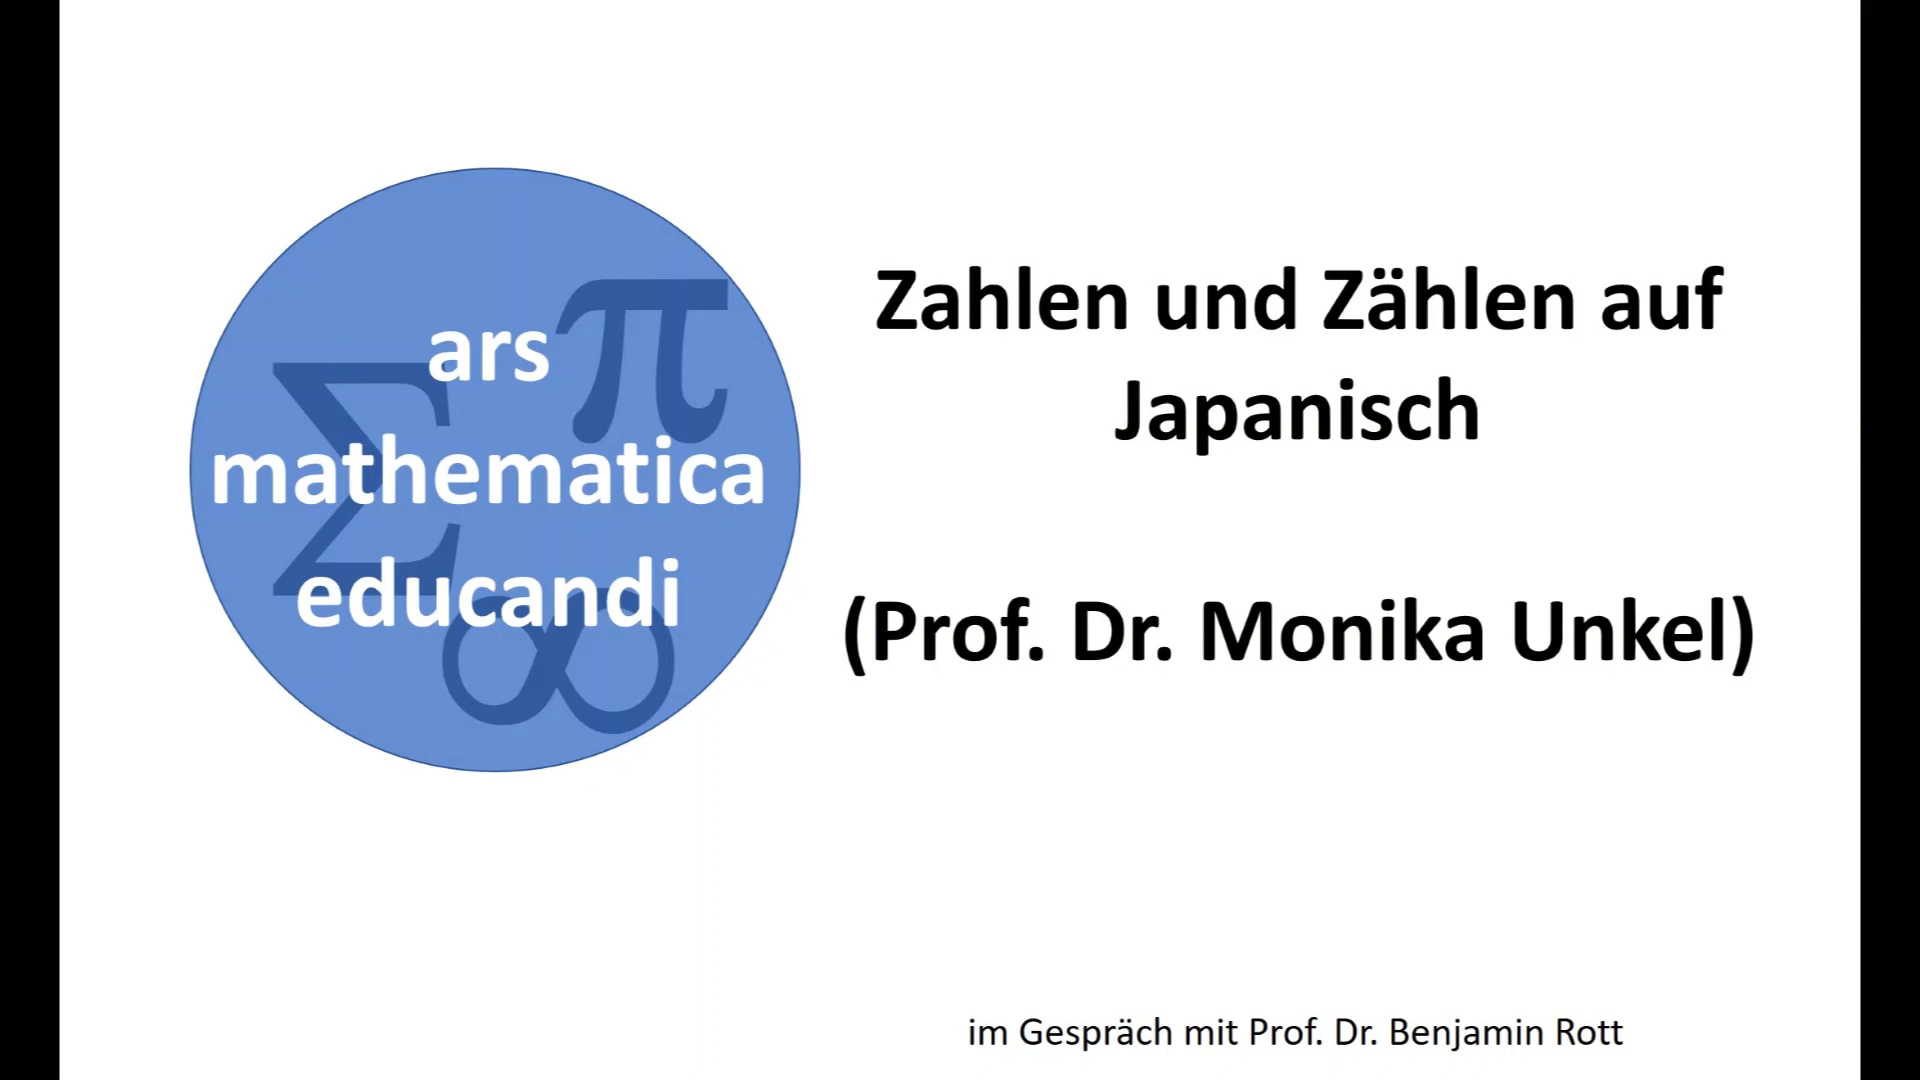 ars
mathematica
educandi
π
Σ
∞
Zahlen und Zählen auf
Japanisch
(Prof. Dr. Monika Unkel)
im Gespräch mit Prof. Dr. Benjamin Rott